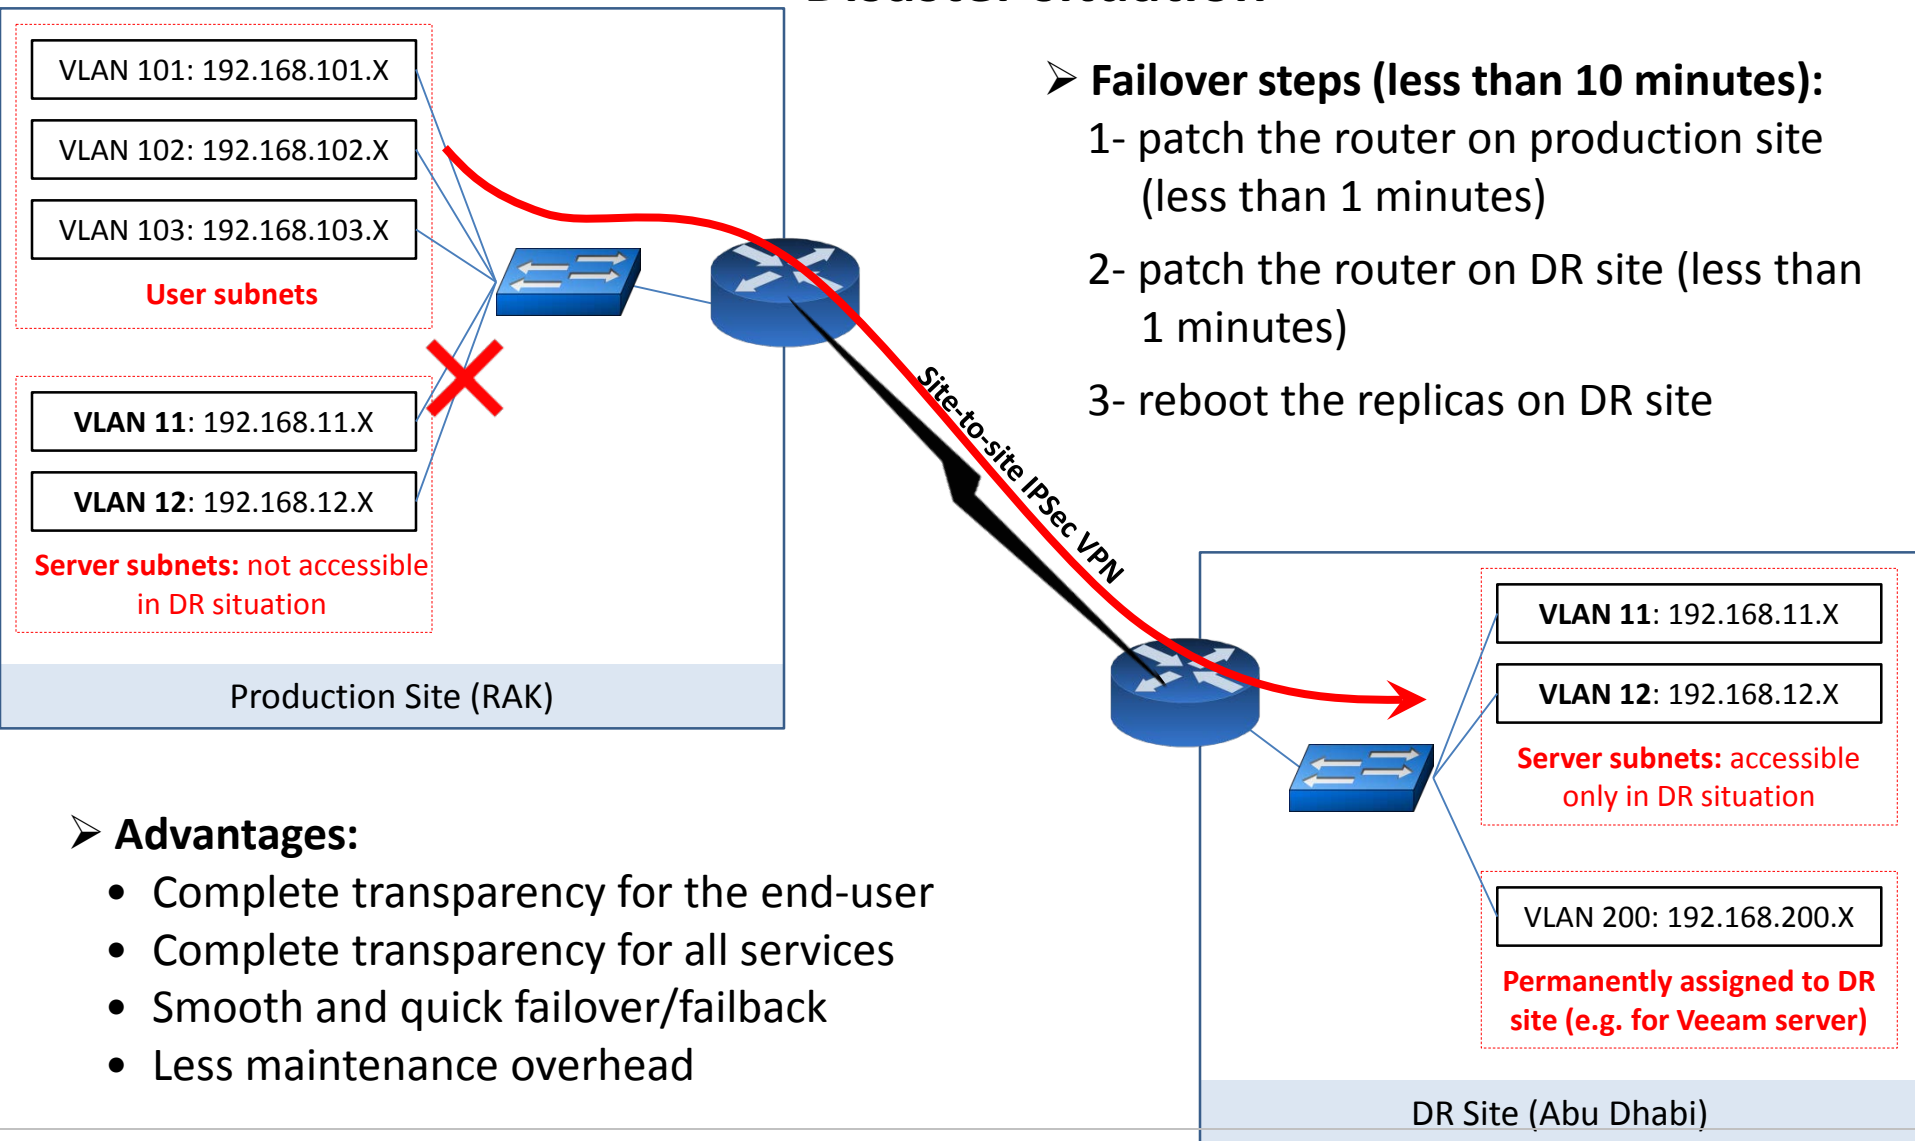 Disaster situation
VLAN 101: 192.168.101.X
VLAN 102: 192.168.102.X
VLAN 103: 192.168.103.X
User subnets
VLAN 11: 192.168.11.X
VLAN 12: 192.168.12.X
Server subnets: not accessible
in DR situation
Production Site (RAK)
➢ Failover steps (less than 10 minutes):
1- patch the router on production site
(less than 1 minutes)
2- patch the router on DR site (less than
1 minutes)
3- reboot the replicas on DR site
Site-to-site IPSec VPN
VLAN 11: 192.168.11.X
VLAN 12: 192.168.12.X
Server subnets: accessible
only in DR situation
VLAN 200: 192.168.200.X
Permanently assigned to DR
site (e.g. for Veeam server)
DR Site (Abu Dhabi)
➢ Advantages:
• Complete transparency for the end-user
• Complete transparency for all services
• Smooth and quick failover/failback
• Less maintenance overhead